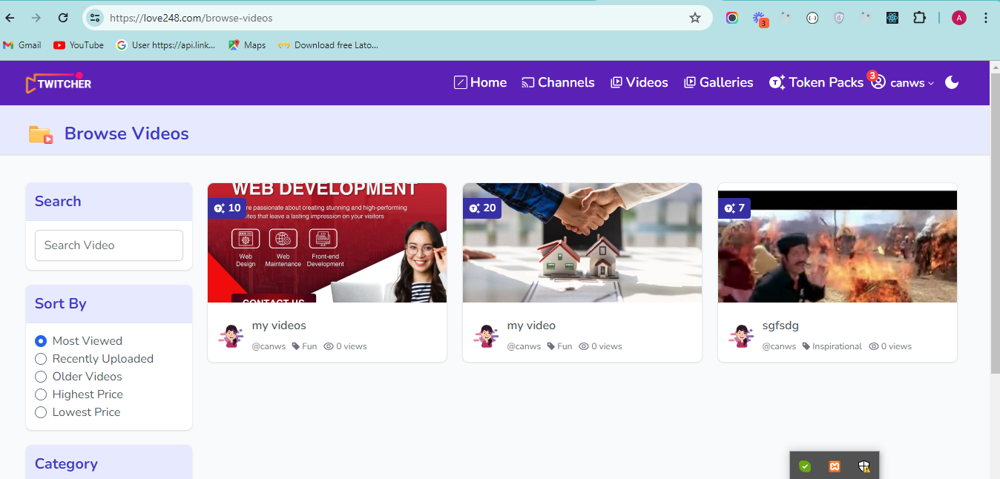 https://love248.com/browse-videos
3
A
Gmail
YouTube
User https://api.link...
Maps
Download free Lato...
TWITCHER
Home
Channels
Videos
Galleries
Token Packs
3
canws
Browse Videos
Search
Search Video
Sort By
Most Viewed
Recently Uploaded
Older Videos
Highest Price
Lowest Price
Category
WEB DEVELOPMENT
10
re passionate about creating stunning and high-performing
ites that leave a lasting impression on your visitors
Web Design
Web Maintenance
Front-end Development
CONTACT US
my videos
@canws Fun 0 views
20
my video
@canws Fun 0 views
7
sgfsdg
@canws Inspirational 0 views